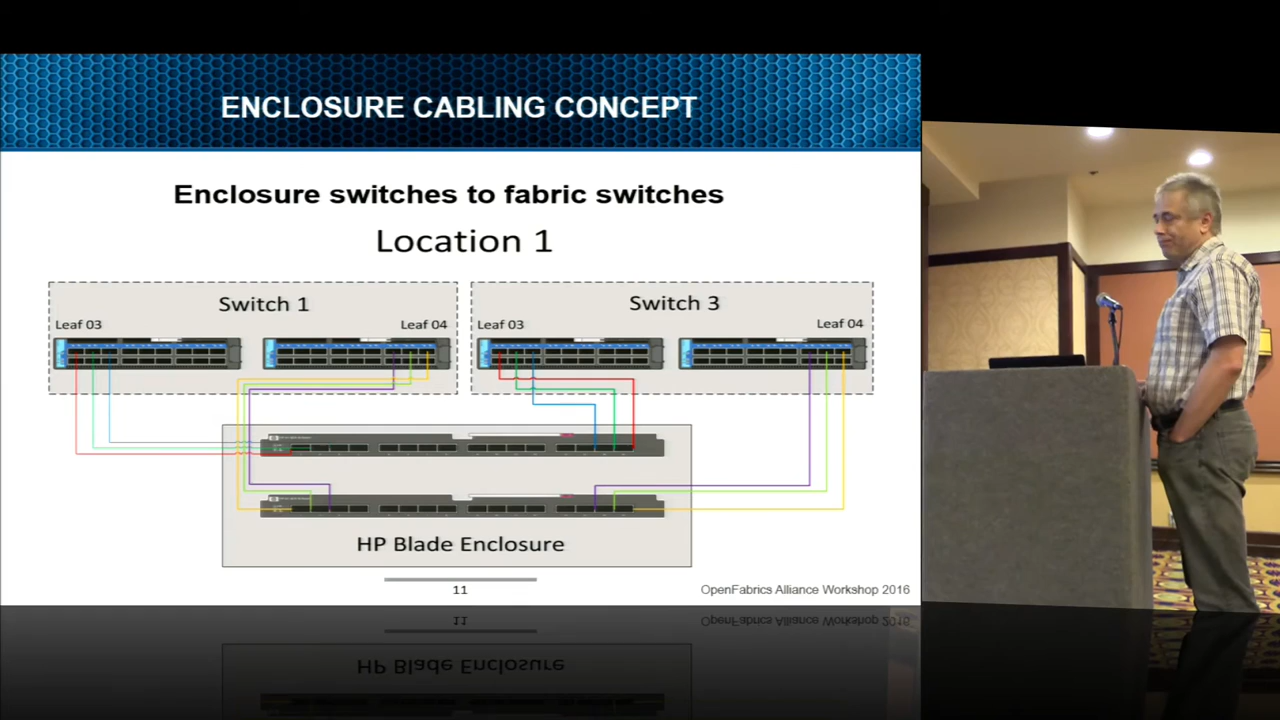 ENCLOSURE CABLING CONCEPT
Enclosure switches to fabric switches
Location 1
Switch 1
Switch 3
Leaf 03
Leaf 04
Leaf 03
Leaf 04
HP Blade Enclosure
11
OpenFabrics Alliance Workshop 2016